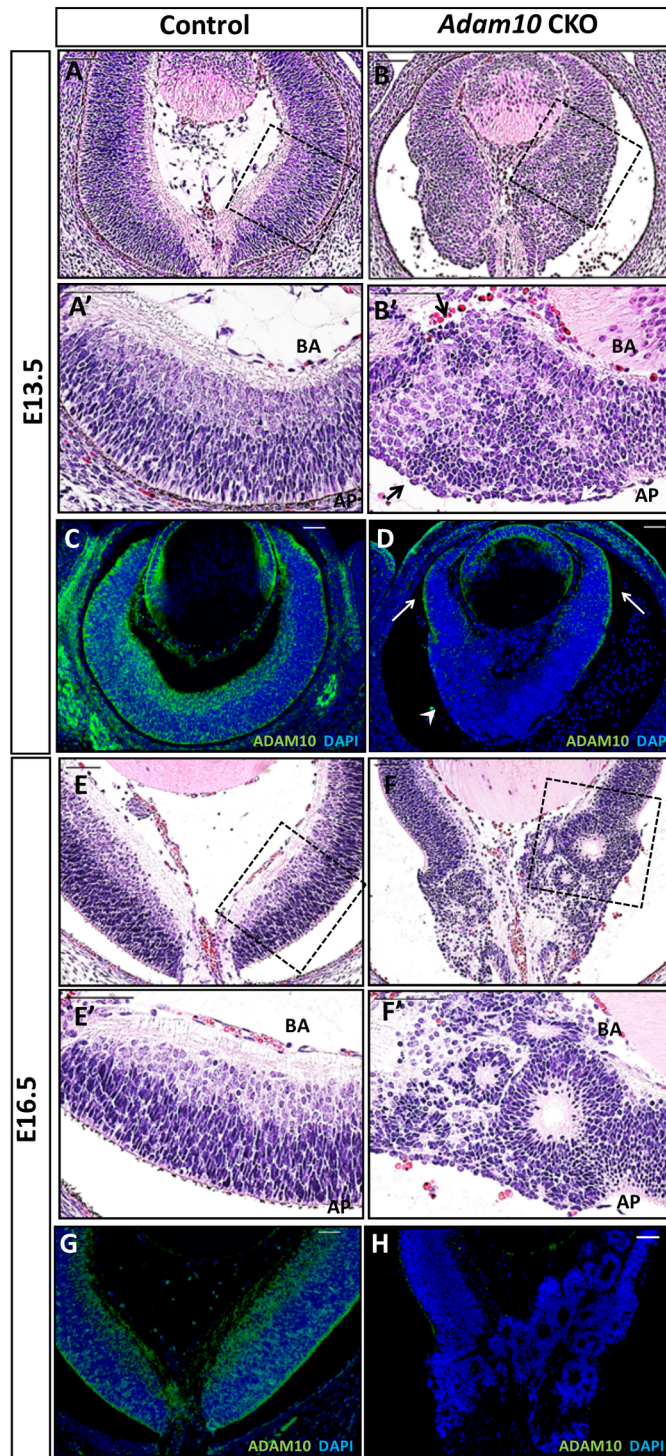 Control
Adam10 CKO
E13.5
A
B
A'
BA
AP
B'
BA
AP
C
ADAM10 DAPI
D
ADAM10 DAPI
E16.5
E
F
E'
BA
AP
F'
BA
AP
G
ADAM10 DAPI
H
ADAM10 DAPI